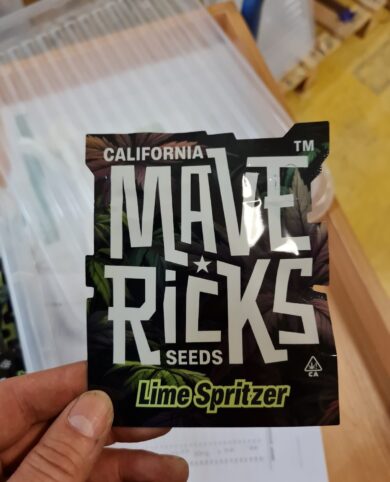 CALIFORNIA
MAVE
RiCKS
SEEDS
Lime Spritzer
TM
CA